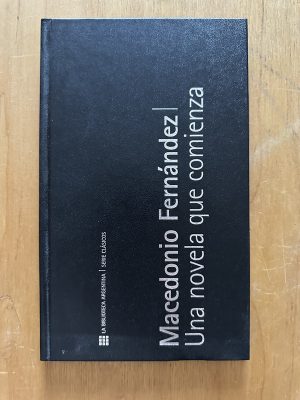 Macedonio Fernández|
Una novela que comienza
LA BIBLIOTECA ARGENTINA | SERIE CLÁSICOS